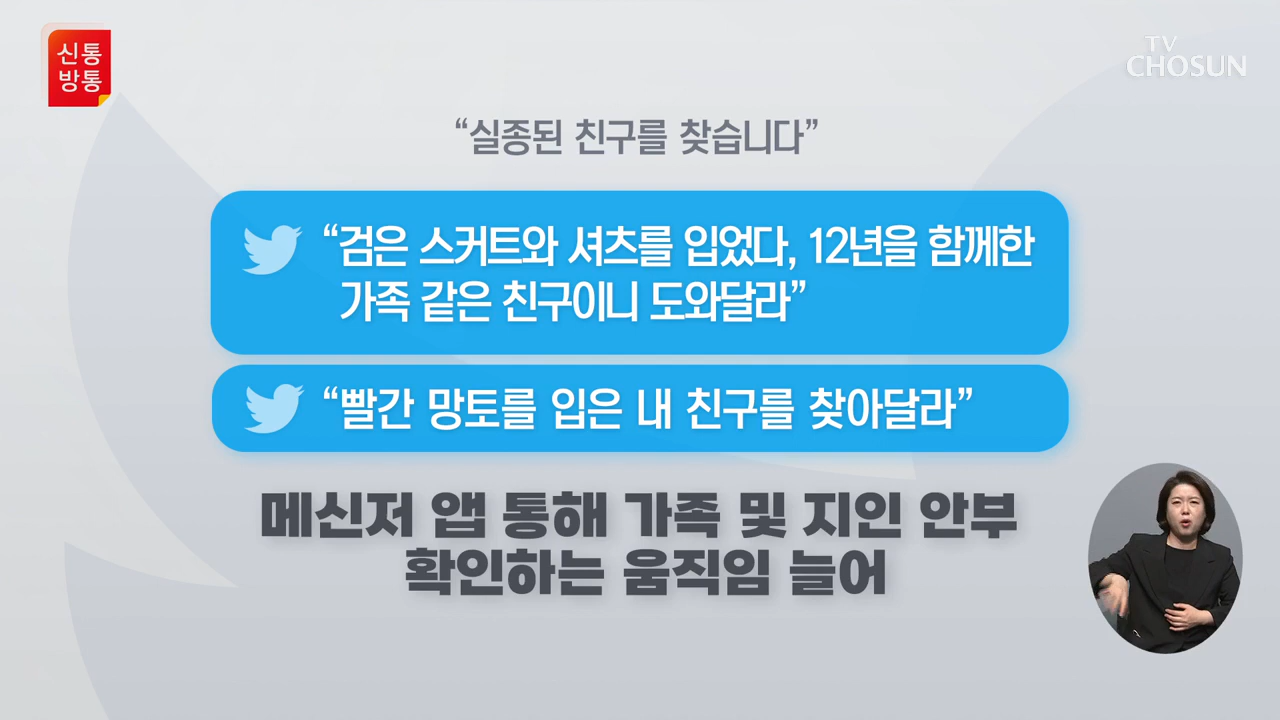 신통
방통
TV
CHOSUN
“실종된 친구를 찾습니다”
“검은 스커트와 셔츠를 입었다, 12년을 함께한
가족 같은 친구이니 도와달라”
“빨간 망토를 입은 내 친구를 찾아달라”
메신저 앱 통해 가족 및 지인 안부
확인하는 움직임 늘어